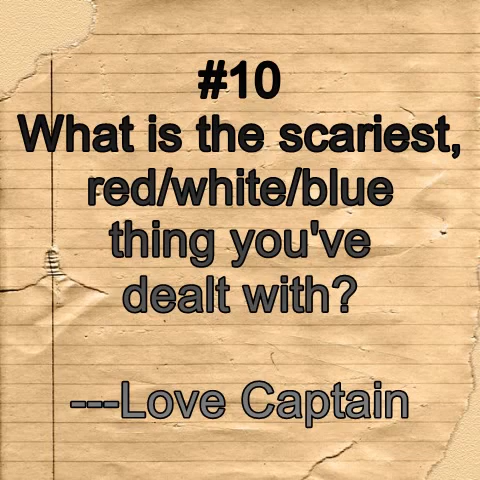 #10
What is the scariest,
red/white/blue
thing you've
dealt with?
---Love Captain